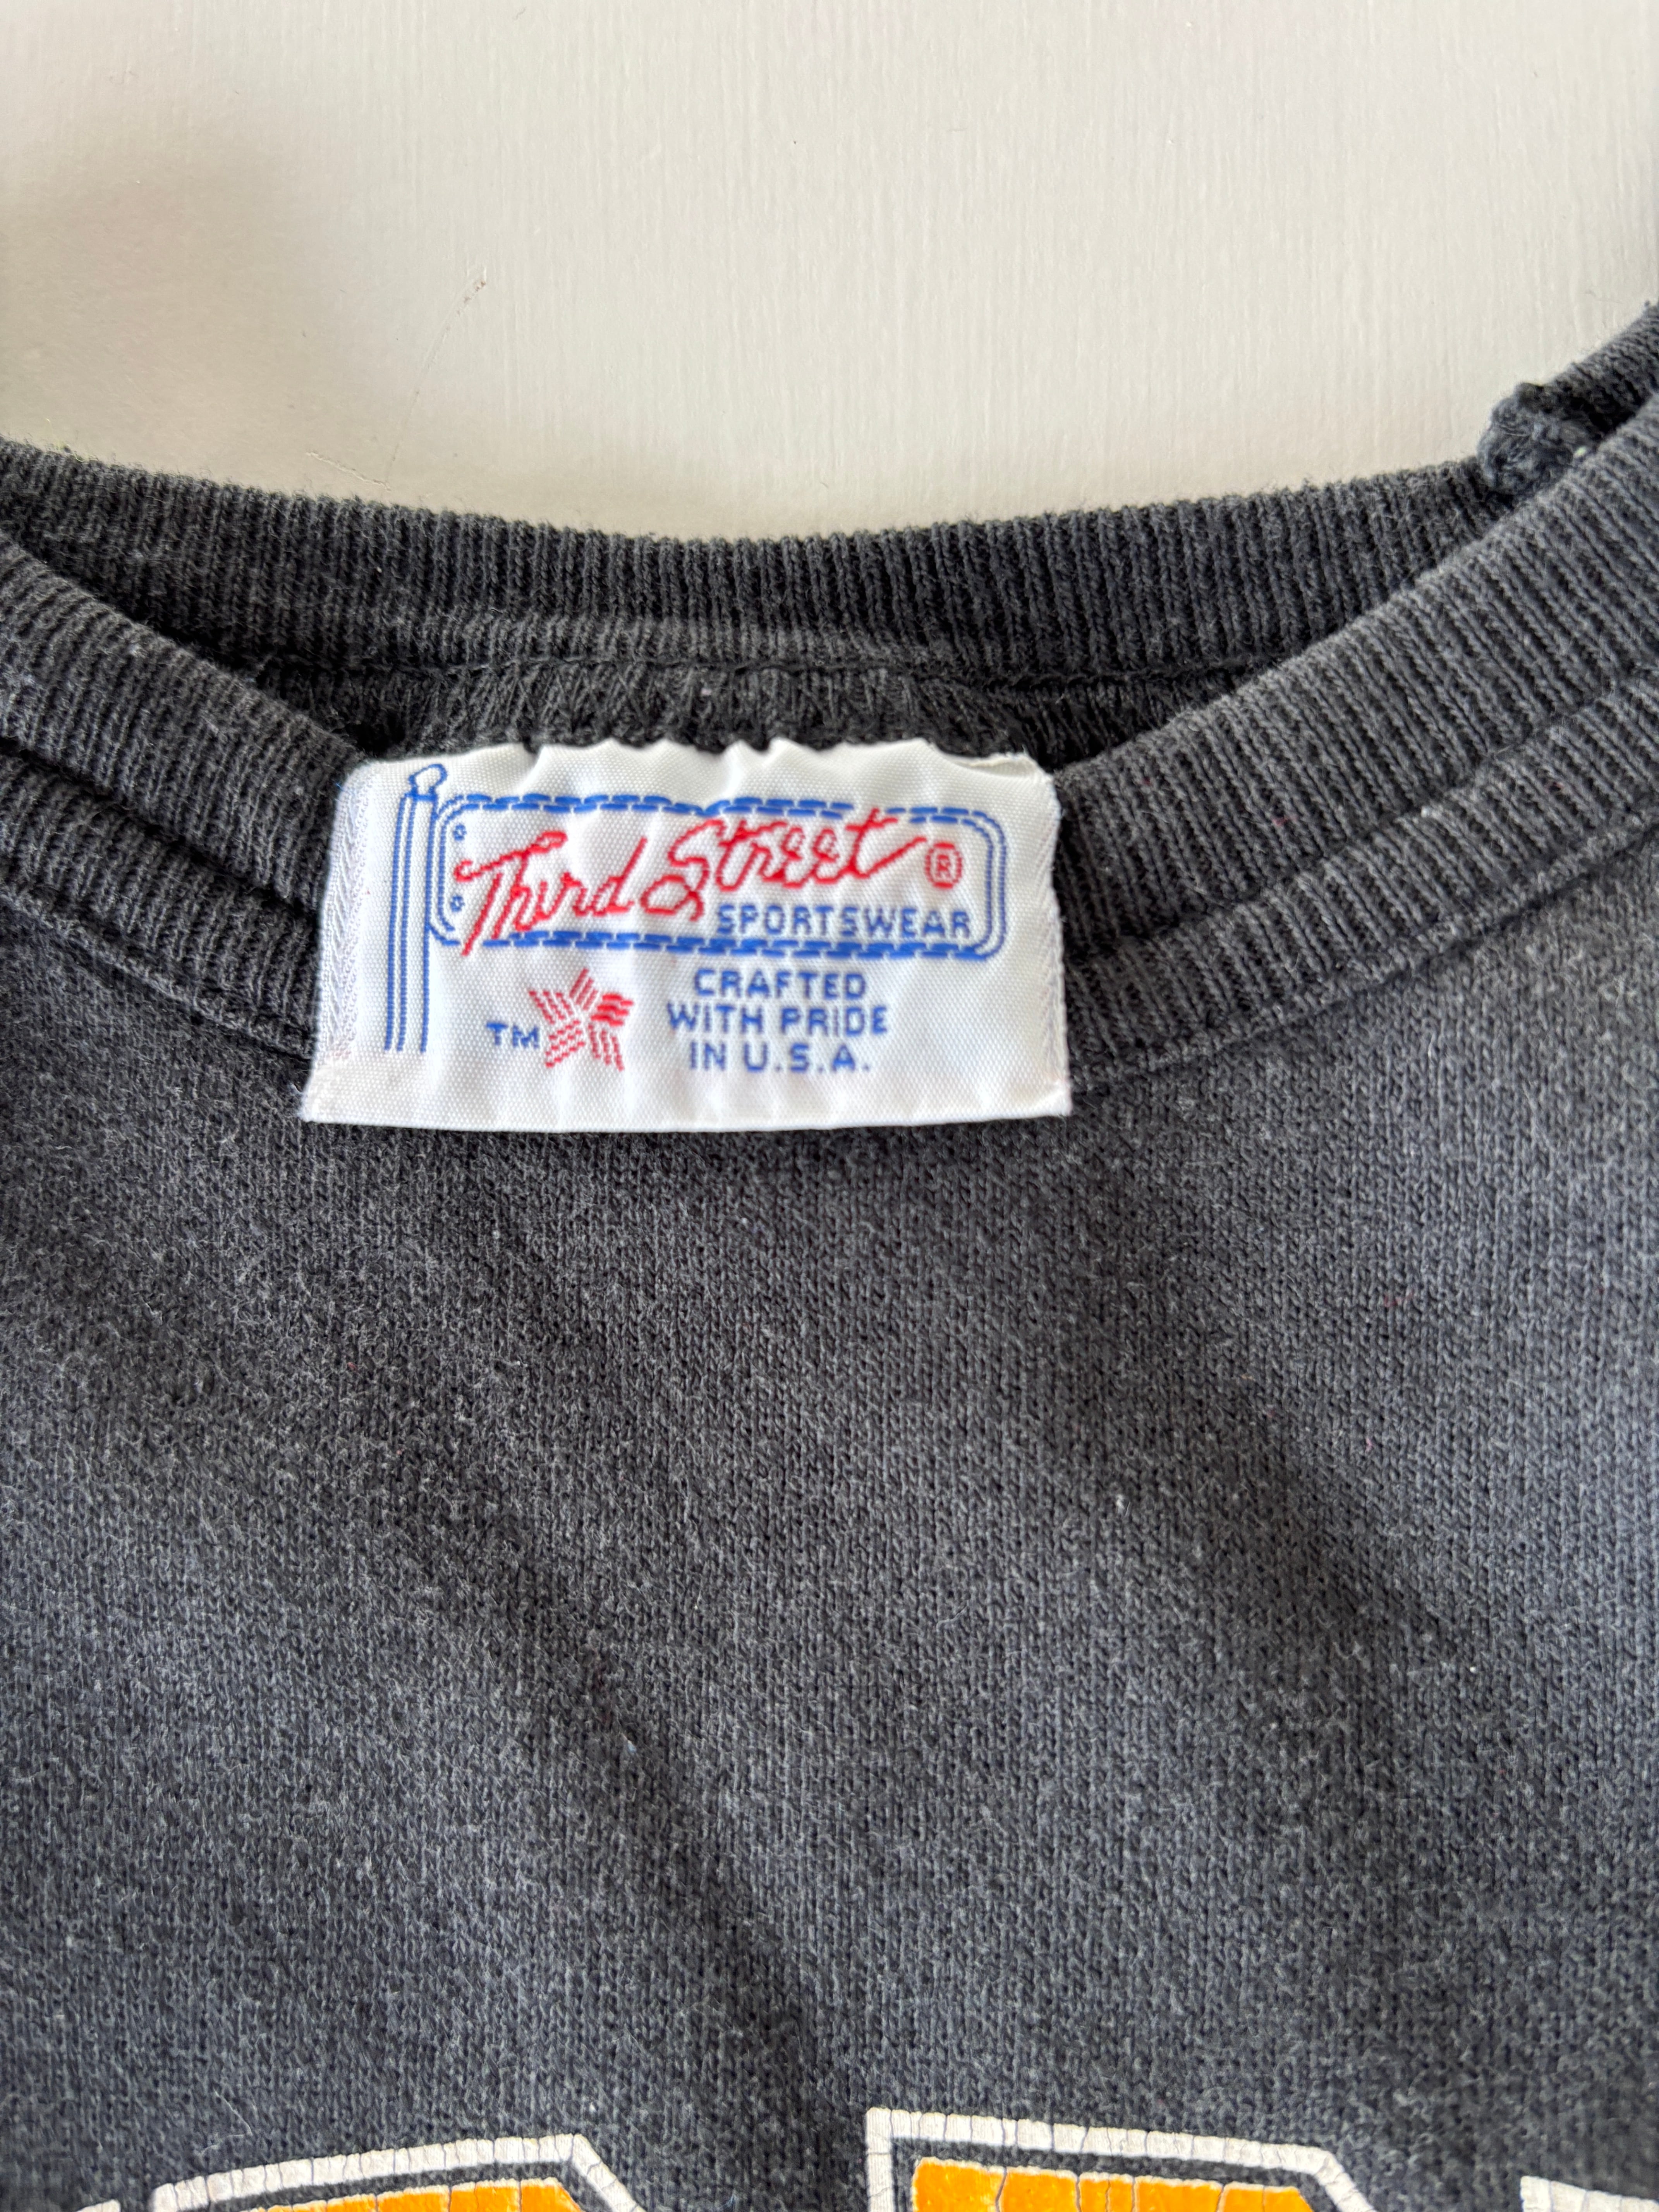 Third Street ®
SPORTSWEAR
TM
CRAFTED
WITH PRIDE
IN U.S.A.